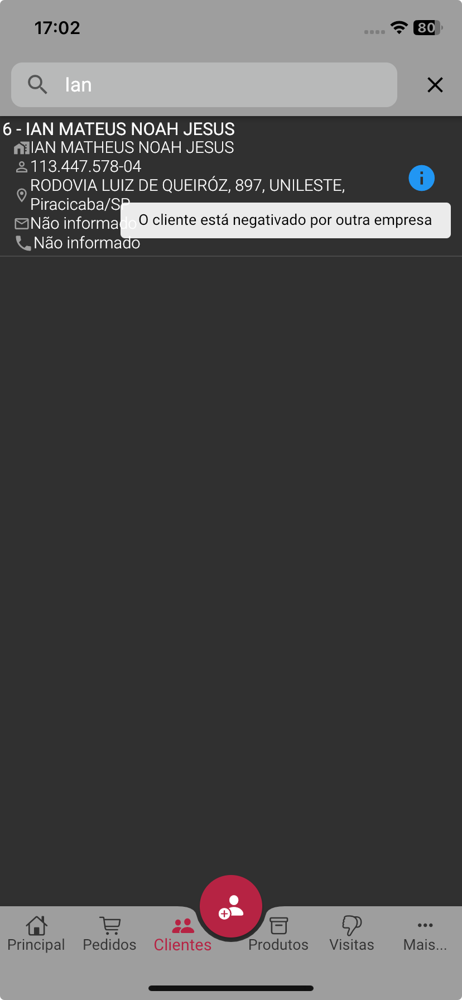 17:02
80
Ian
6 - IAN MATEUS NOAH JESUS
IAN MATHEUS NOAH JESUS
113.447.578-04
RODOVIA LUIZ DE QUEIRÓZ, 897, UNILESTE,
Piracicaba/SP
Não informado
O cliente está negativado por outra empresa
Não informado
Principal
Pedidos
Clientes
Produtos
Visitas
Mais...